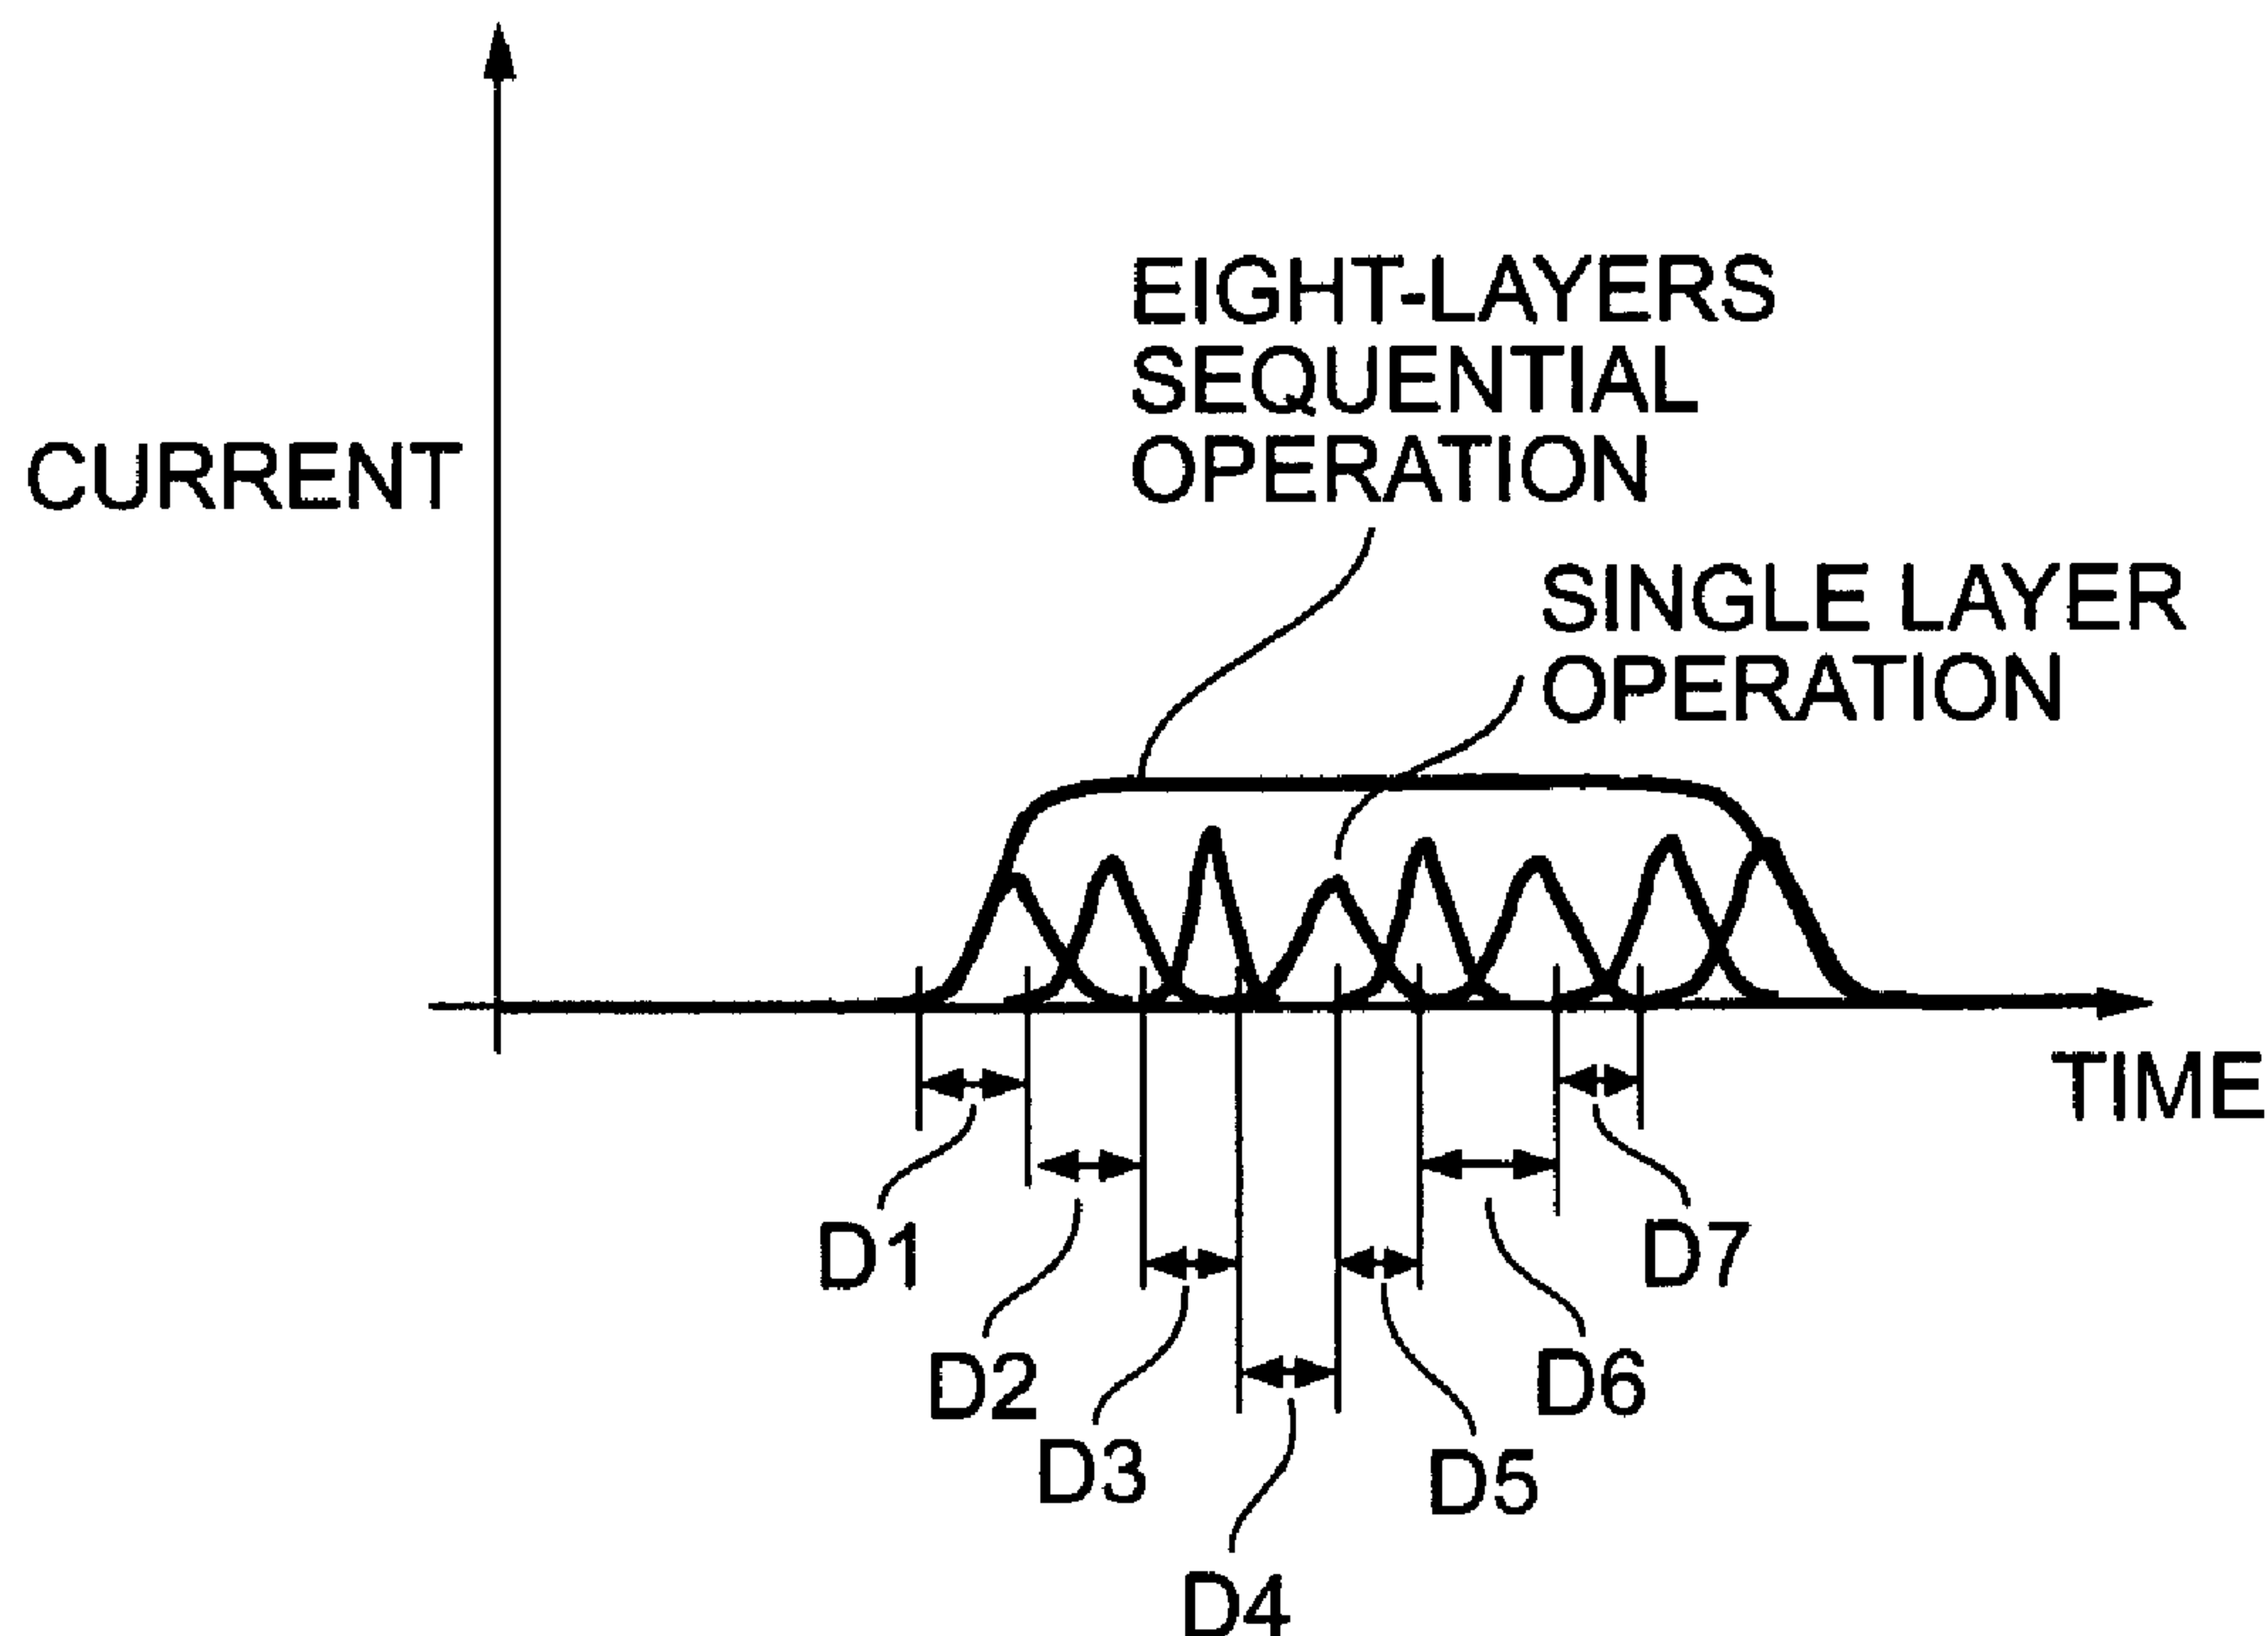 EIGHT-LAYERS
SEQUENTIAL
OPERATION
CURRENT
SINGLE LAYER
OPERATION
TIME
D1
D7
D2
D6
D3
D5
D4